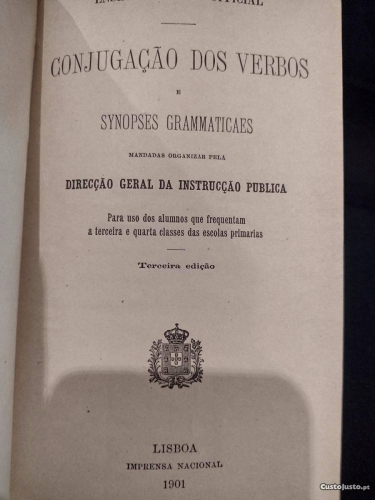 CONJUGAÇÃO DOS VERBOS
E
SYNOPSES GRAMMATICAES
MANDADAS ORGANIZAR PELA
DIRECÇÃO GERAL DA INSTRUCÇÃO PUBLICA
Para uso dos alumnos que frequentam
a terceira e quarta classes das escolas primarias
Terceira edição
LISBOA
IMPRENSA NACIONAL
1901
CustoJusto.pt